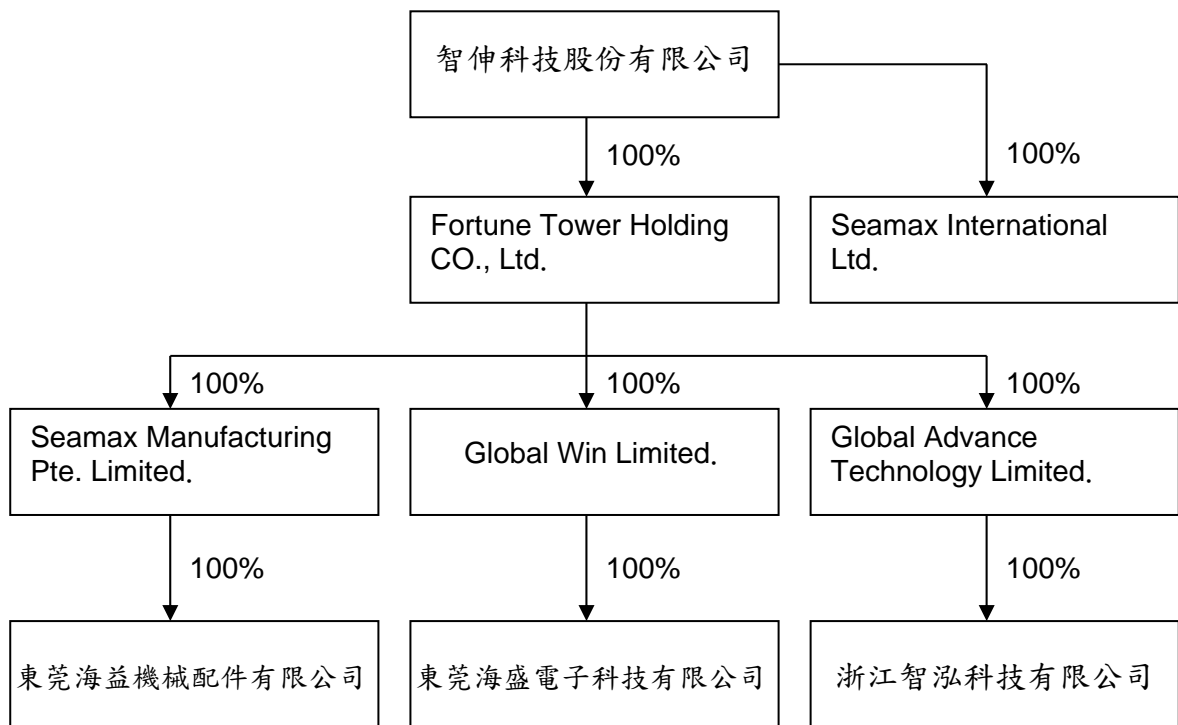 智伸科技股份有限公司
100%
100%
Fortune Tower Holding
CO., Ltd.
Seamax International
Ltd.
100%
100%
100%
Seamax Manufacturing
Pte. Limited.
Global Win Limited.
Global Advance
Technology Limited.
100%
100%
100%
東莞海益機械配件有限公司
東莞海盛電子科技有限公司
浙江智泓科技有限公司